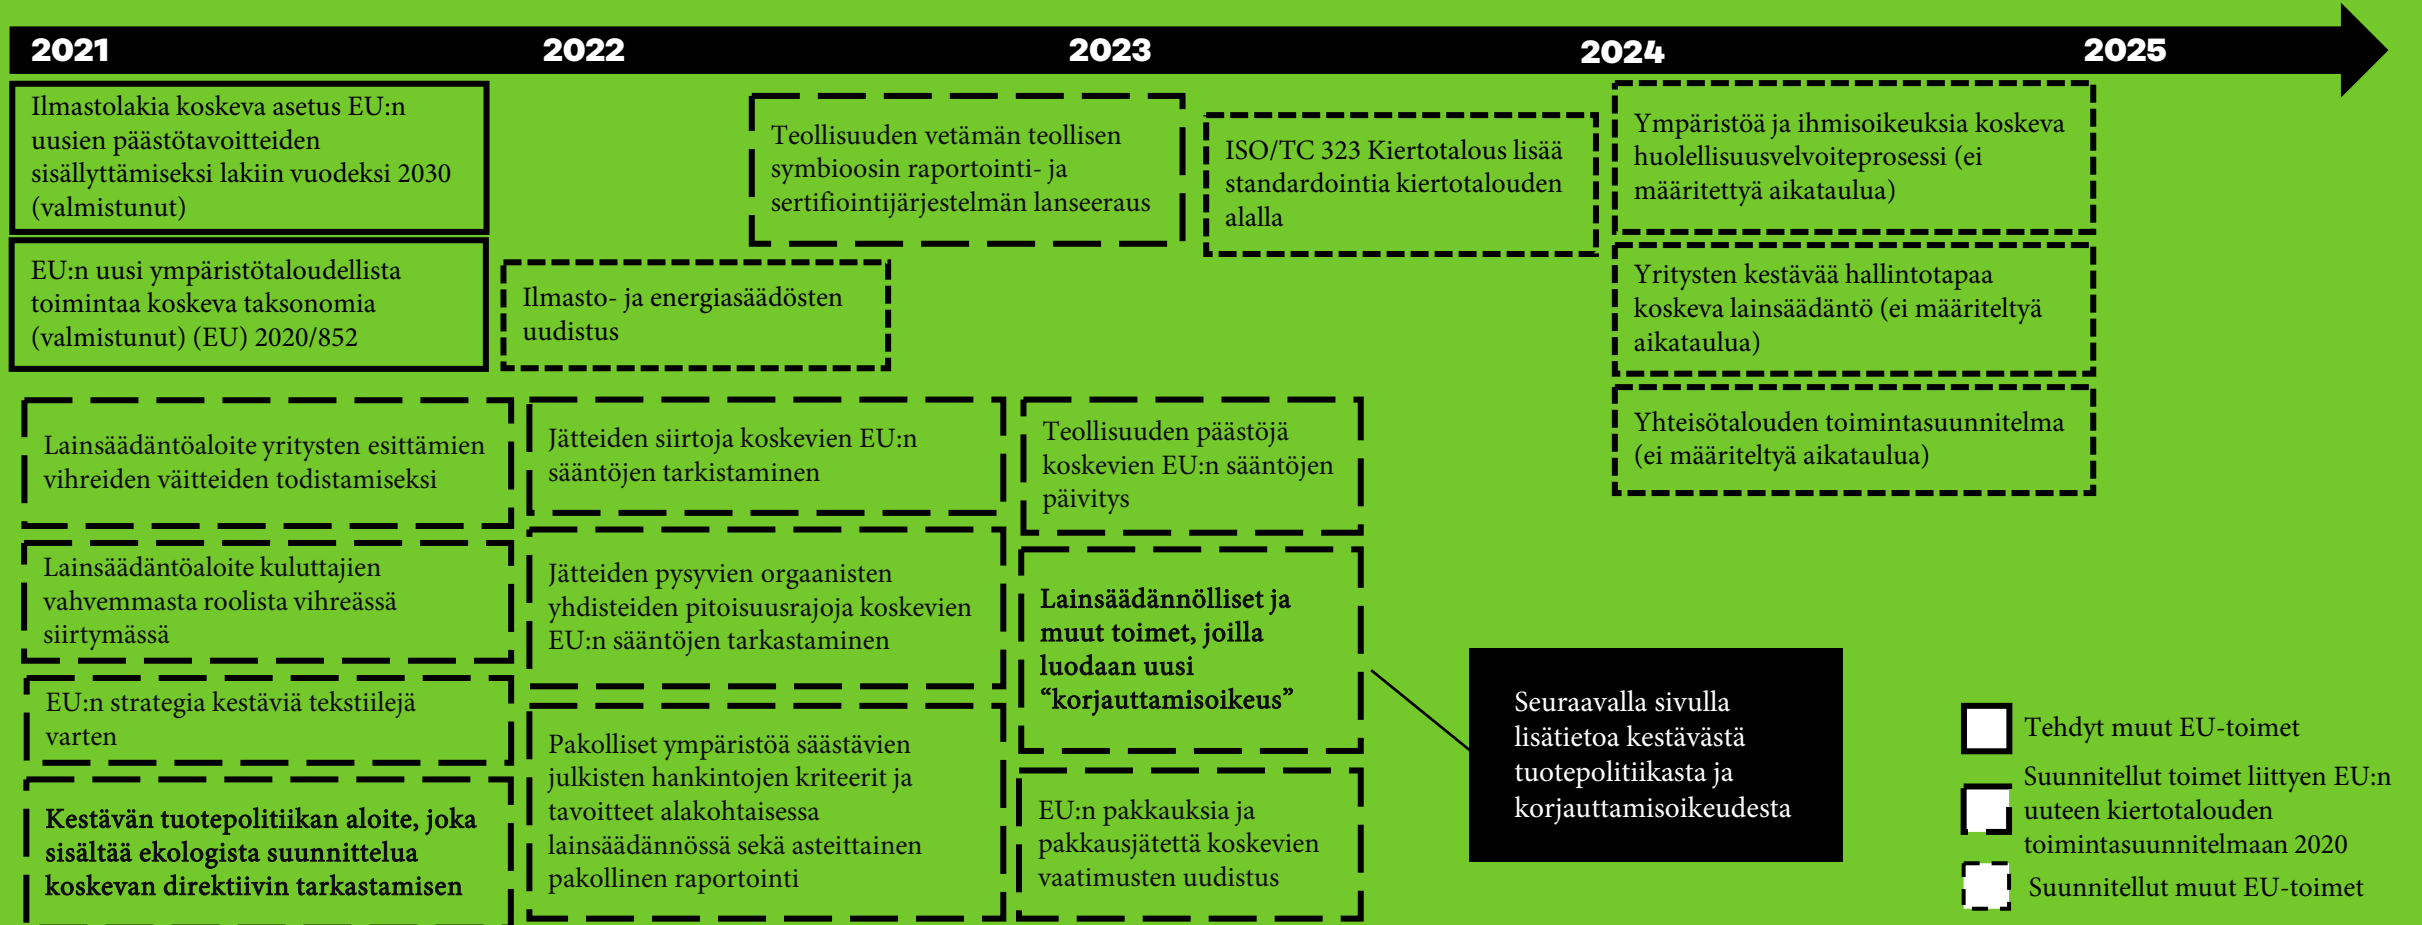 2021
2022
2023
2024
2025
Ilmastolakia koskeva asetus EU:n
uusien päästötavoitteiden
sisällyttämiseksi lakiin vuodeksi 2030
(valmistunut)
EU:n uusi ympäristötaloudellista
toimintaa koskeva taksonomia
(valmistunut) (EU) 2020/852
Lainsäädäntöaloite yritysten esittämien
vihreiden väitteiden todistamiseksi
Lainsäädäntöaloite kuluttajien
vahvemmasta roolista vihreässä
siirtymässä
EU:n strategia kestäviä tekstiilejä
varten
Kestävän tuotepolitiikan aloite, joka
sisältää ekologista suunnittelua
koskevan direktiivin tarkastamisen
Teollisuuden vetämän teollisen
symbioosin raportointi- ja
sertifiointijärjestelmän lanseeraus
Ilmasto- ja energiasäädösten
uudistus
Jätteiden siirtoja koskevien EU:n
sääntöjen tarkistaminen
Jätteiden pysyvien orgaanisten
yhdisteiden pitoisuusrajoja koskevien
EU:n sääntöjen tarkastaminen
Pakolliset ympäristöä säästävien
julkisten hankintojen kriteerit ja
tavoitteet alakohtaisessa
lainsäädännössä sekä asteittainen
pakollinen raportointi
ISO/TC 323 Kiertotalous lisää
standardointia kiertotalouden
alalla
Teollisuuden päästöjä
koskevien EU:n sääntöjen
päivitys
Lainsäädännölliset ja
muut toimet, joilla
luodaan uusi
“korjauttamisoikeus”
EU:n pakkauksia ja
pakkausjätettä koskevien
vaatimusten uudistus
Ympäristöä ja ihmisoikeuksia koskeva
huolellisuusvelvoiteprosessi (ei
määritettyä aikataulua)
Yritysten kestävää hallintotapaa
koskeva lainsäädäntö (ei määriteltyä
aikataulua)
Yhteisötalouden toimintasuunnitelma
(ei määriteltyä aikataulua)
Seuraavalla sivulla
lisätietoa kestävästä
tuotepolitiikasta ja
korjauttamisoikeudesta
Tehdyt muut EU-toimet
Suunnitellut toimet liittyen EU:n
uuteen kiertotalouden
toimintasuunnitelmaan 2020
Suunnitellut muut EU-toimet